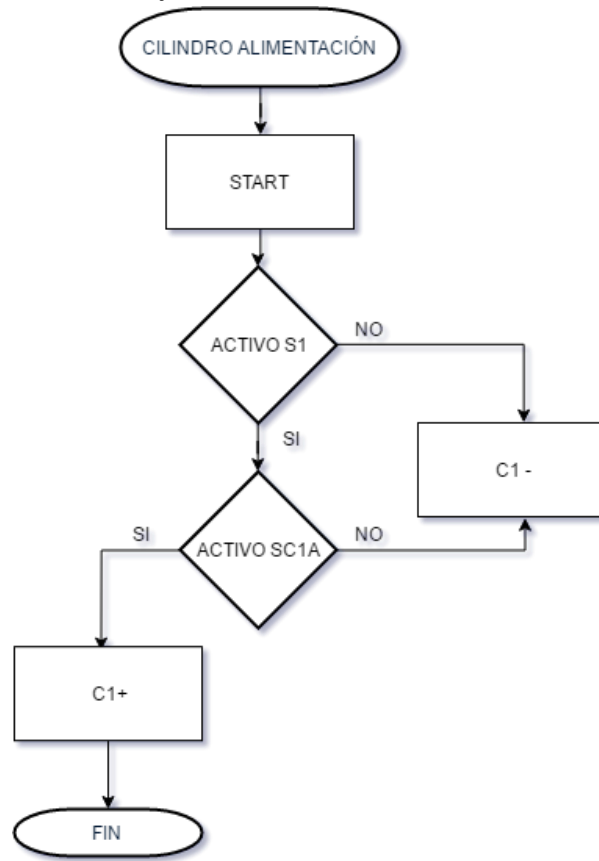 CILINDRO ALIMENTACIÓN
START
ACTIVO S1
NO
SI
C1 -
SI
ACTIVO SC1A
NO
C1+
FIN